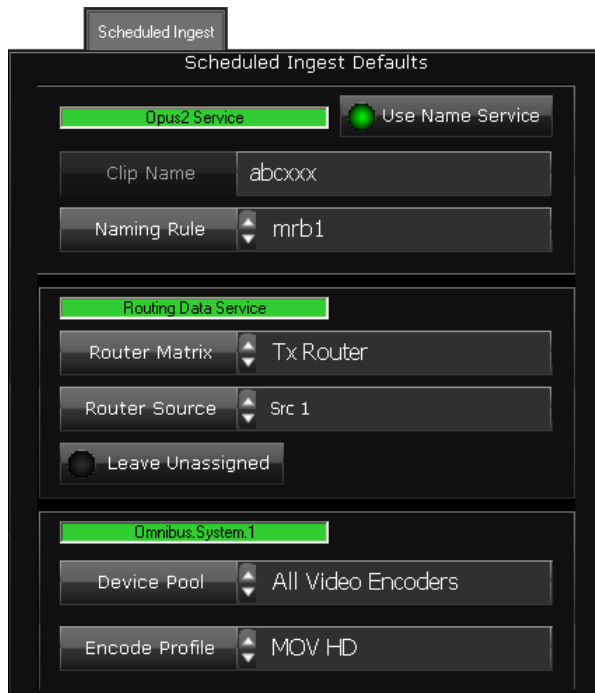 Scheduled Ingest
Scheduled Ingest Defaults
Opus2 Service
Use Name Service
Clip Name
abcxxx
Naming Rule
mrb1
Routing Data Service
Router Matrix
Tx Router
Router Source
Src 1
Leave Unassigned
Omnibus.System.1
Device Pool
All Video Encoders
Encode Profile
MOV HD